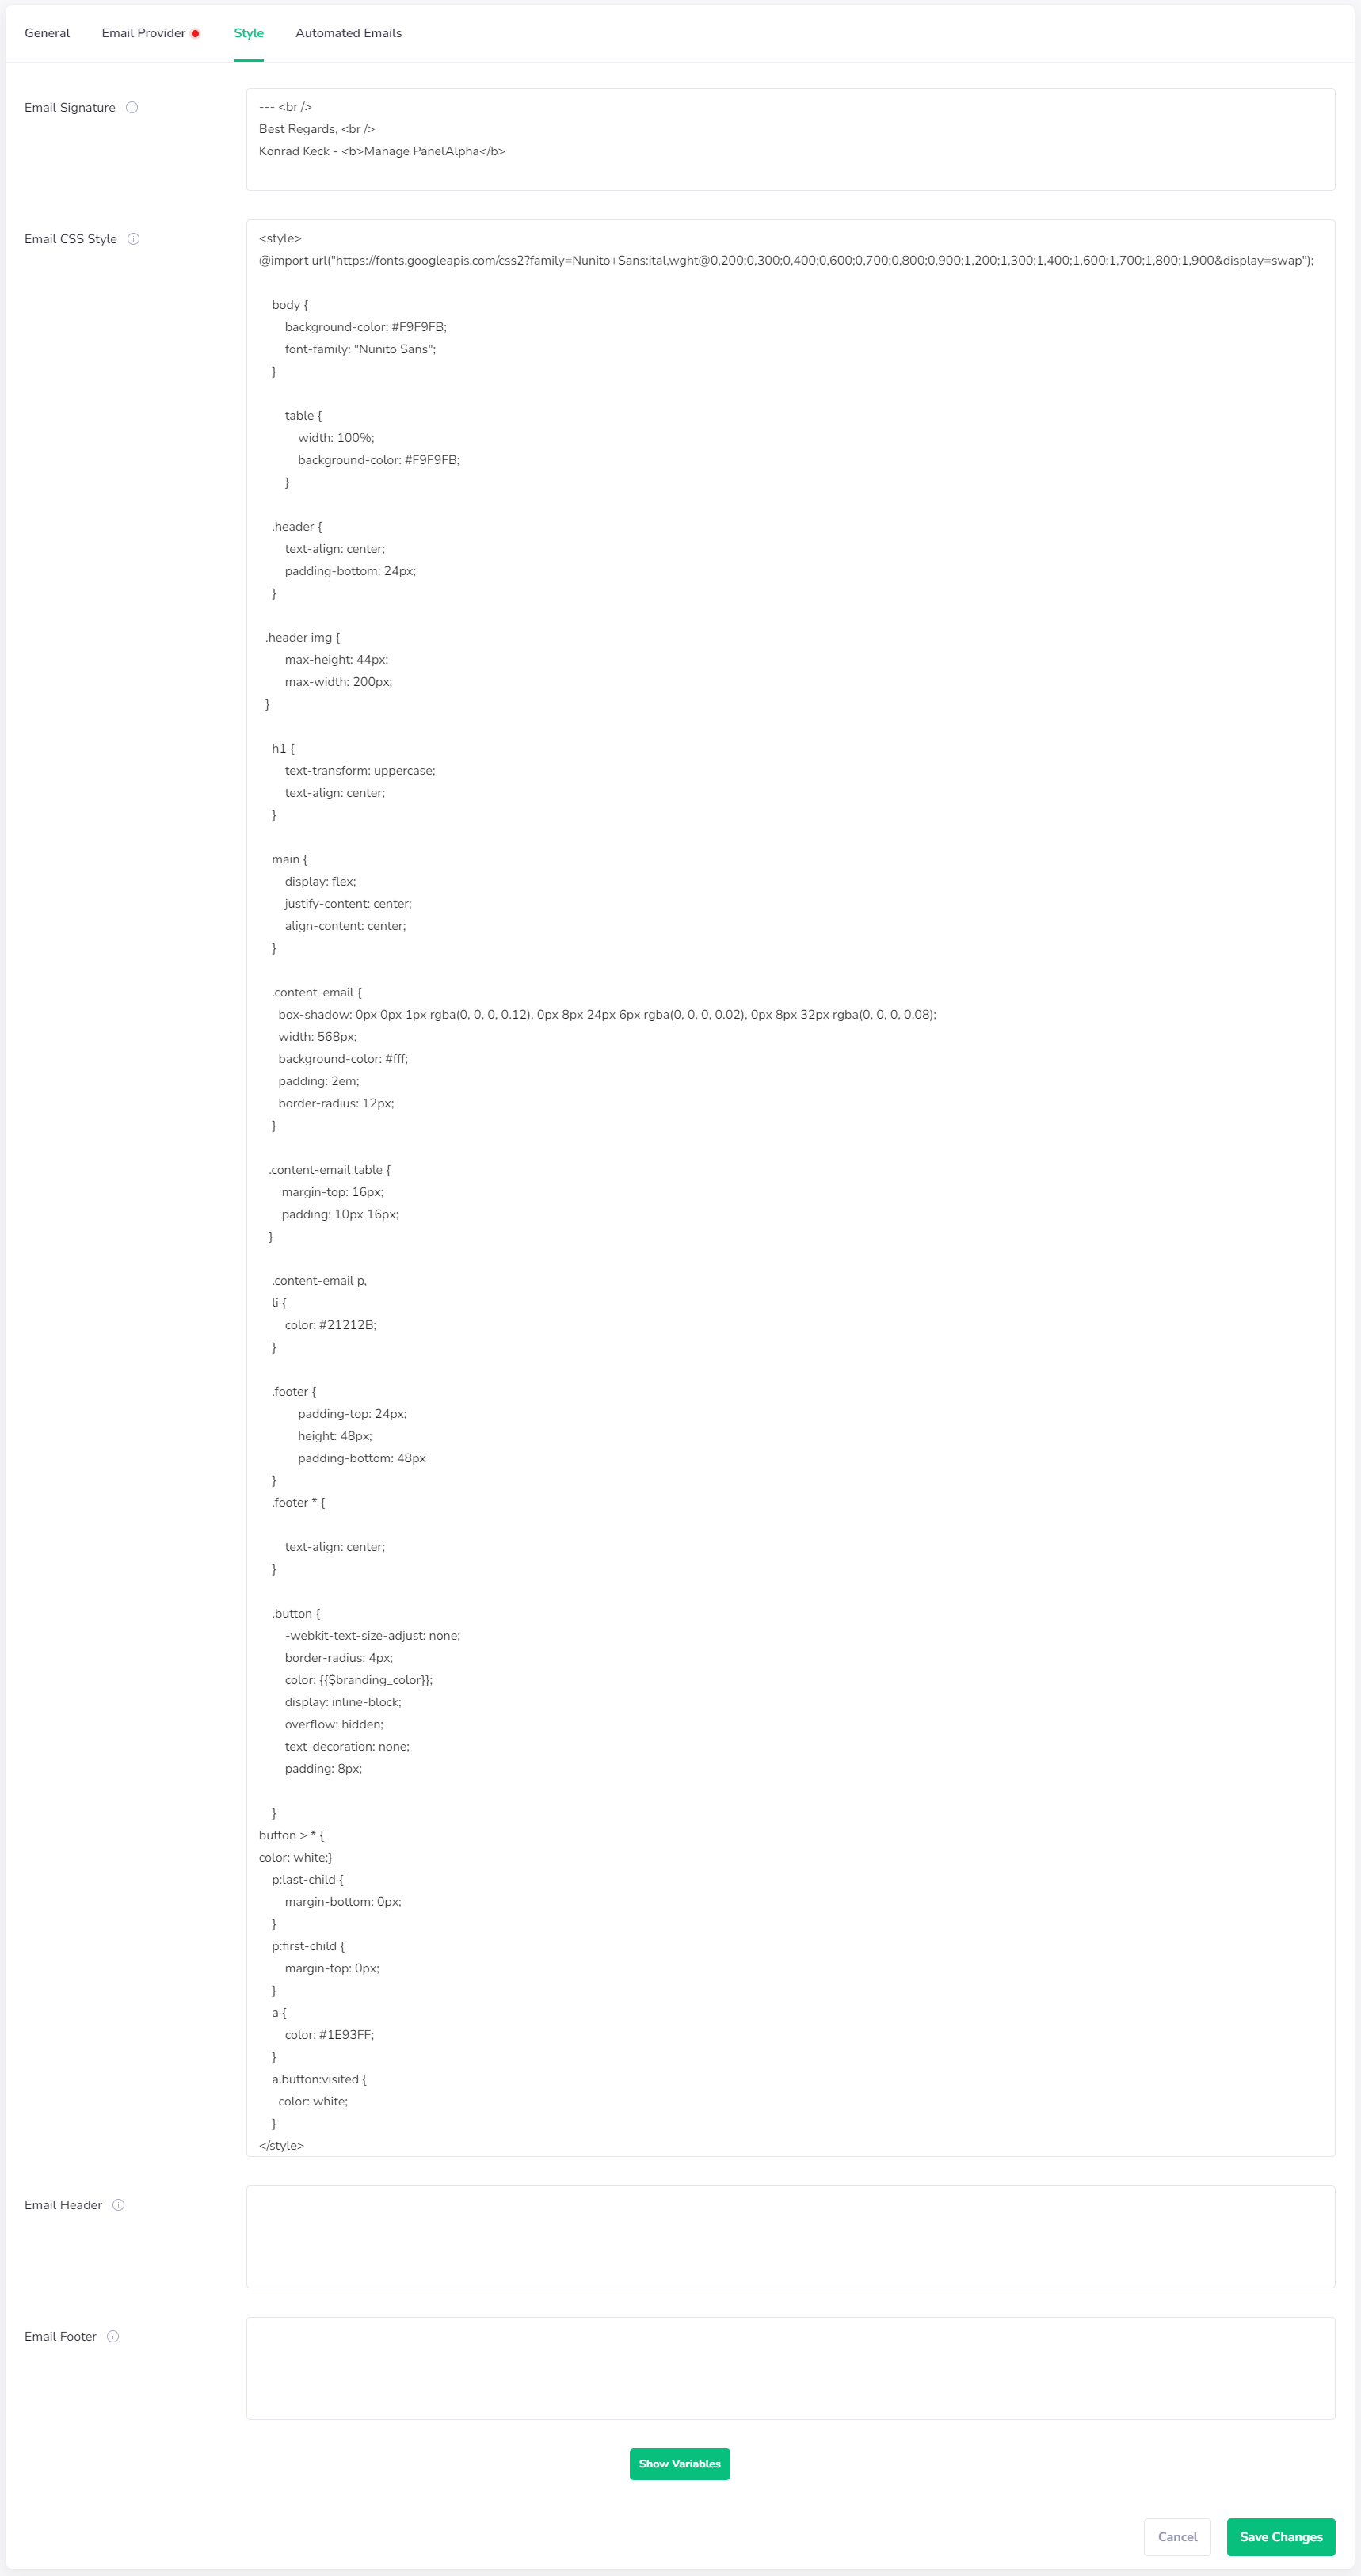 General Email Provider Style Automated Emails
Email Signature
--- <br />
Best Regards, <br />
Konrad Keck - <b>Manage PanelAlpha</b>
Email CSS Style
<style>
@import url("https://fonts.googleapis.com/css2?family=Nunito+Sans:ital,wght@0,200;0,300;0,400;0,600;0,700;0,800;0,900;1,200;1,300;1,400;1,600;1,700;1,800;1,900&display=swap");
body {
background-color: #F9F9FB;
font-family: "Nunito Sans";
}
table {
width: 100%;
background-color: #F9F9FB;
}
.header {
text-align: center;
padding-bottom: 24px;
}
.header img {
max-height: 44px;
max-width: 200px;
}
h1 {
text-transform: uppercase;
text-align: center;
}
main {
display: flex;
justify-content: center;
align-content: center;
}
.content-email {
box-shadow: 0px 0px 1px rgba(0, 0, 0, 0.12), 0px 8px 24px 6px rgba(0, 0, 0, 0.02), 0px 8px 32px rgba(0, 0, 0, 0.08);
width: 568px;
background-color: #fff;
padding: 2em;
border-radius: 12px;
}
.content-email table {
margin-top: 16px;
padding: 10px 16px;
}
.content-email p,
li {
color: #21212B;
}
.footer {
padding-top: 24px;
height: 48px;
padding-bottom: 48px
}
.footer * {
text-align: center;
}
.button {
-webkit-text-size-adjust: none;
border-radius: 4px;
color: {{$branding_color}};
display: inline-block;
overflow: hidden;
text-decoration: none;
padding: 8px;
}
button > * {
color: white;}
p:last-child {
margin-bottom: 0px;
}
p:first-child {
margin-top: 0px;
}
a {
color: #1E93FF;
}
a.button:visited {
color: white;
}
</style>
Email Header
Email Footer
Show Variables
Cancel Save Changes